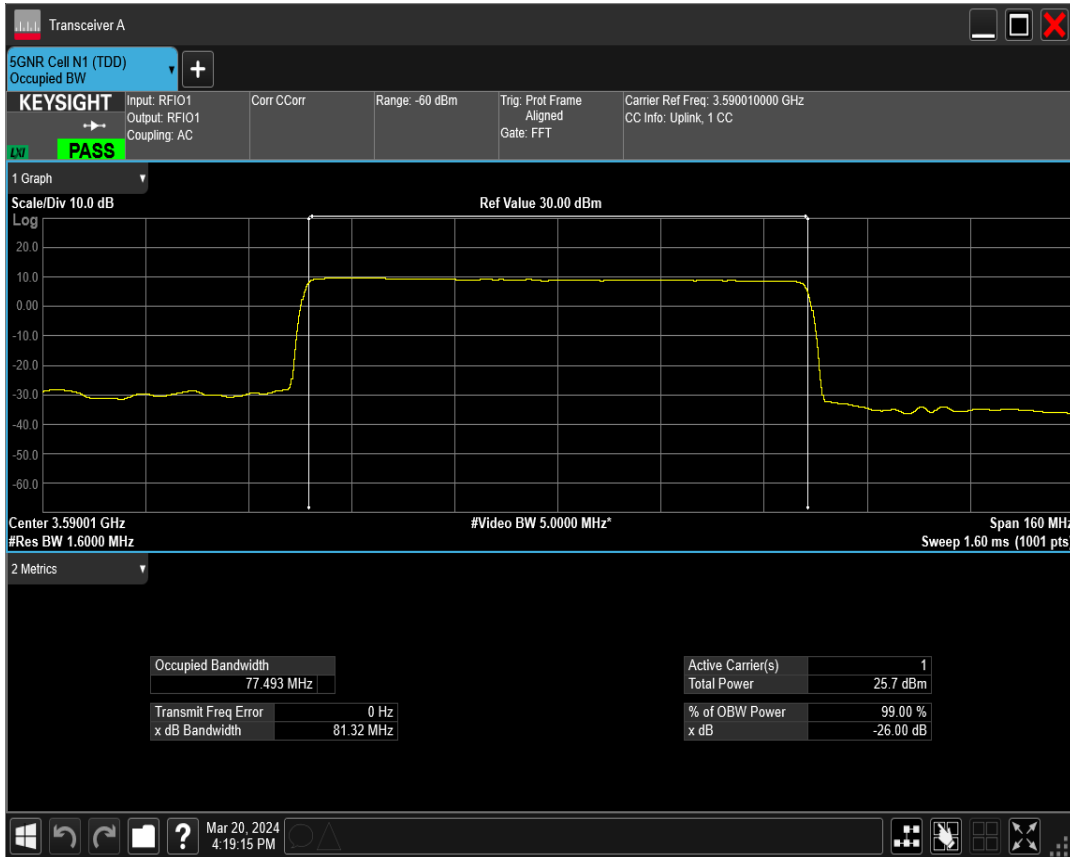 Transceiver A
5GNR Cell N1 (TDD)
Occupied BW
+
KEYSIGHT
LXI
PASS
Input: RFIO1
Output: RFIO1
Coupling: AC
Corr CCorr
Range: -60 dBm
Trig: Prot Frame
Aligned
Gate: FFT
Carrier Ref Freq: 3.590010000 GHz
CC Info: Uplink, 1 CC
1 Graph
Scale/Div 10.0 dB
Ref Value 30.00 dBm
Log
20.0
10.0
0.00
-10.0
-20.0
-30.0
-40.0
-50.0
-60.0
Center 3.59001 GHz
#Video BW 5.0000 MHz*
Span 160 MHz
#Res BW 1.6000 MHz
Sweep 1.60 ms (1001 pts)
2 Metrics
Occupied Bandwidth
77.493 MHz
Transmit Freq Error 0 Hz
x dB Bandwidth 81.32 MHz
Active Carrier(s) 1
Total Power 25.7 dBm
% of OBW Power 99.00 %
x dB -26.00 dB
?
Mar 20, 2024
4:19:15 PM